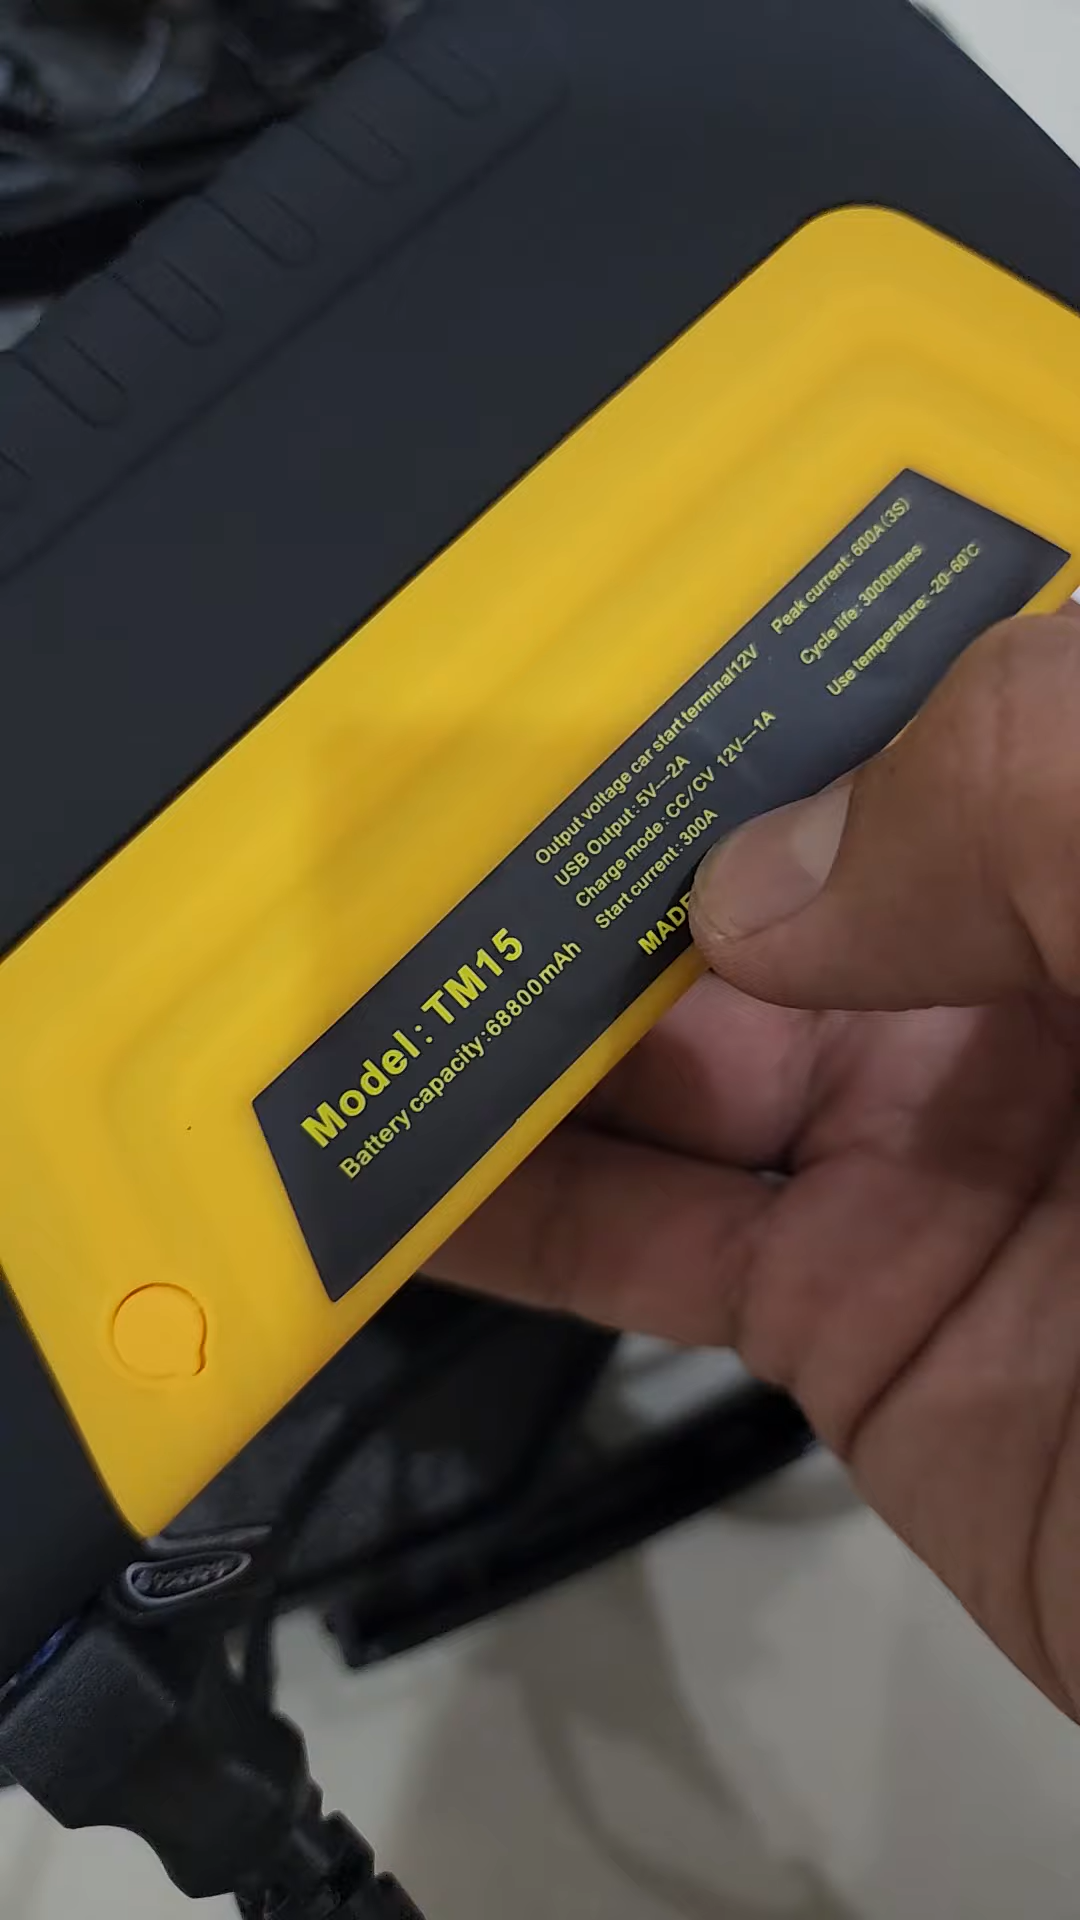 Model: TM15
Battery capacity:68800mAh
Output voltage car start terminal12V
USB Output: 5V---2A
Charge mode: CC/CV 12V---1A
Start current: 300A
Peak current: 600A(3S)
Cycle life: 3000times
Use temperature: -20-60℃
MADE